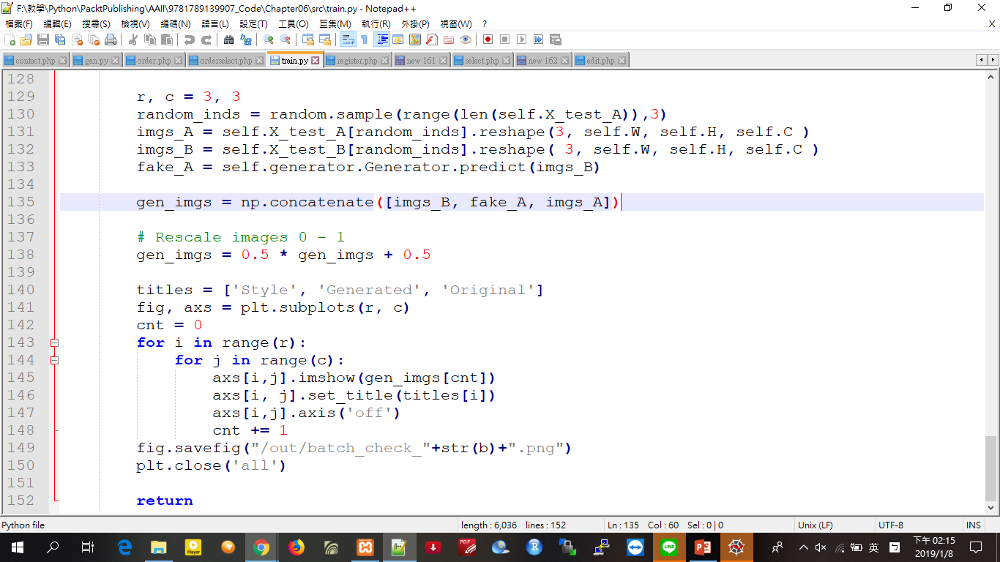 F:\教學\Python\PacktPublishing\AAII\9781789139907_Code\Chapter06\src\train.py - Notepad++
檔案(F) 編輯(E) 搜尋(S) 檢視(V) 編碼(N) 語言(L) 設定(T) 工具(O) 巨集(M) 執行(R) 外掛(P) 視窗(W) ? X
contact.php gan.py order.php orderselect.php train.py register.php new 161 select.php new 162 edit.php
128
129 r, c = 3, 3
130 random_inds = random.sample(range(len(self.X_test_A)),3)
131 imgs_A = self.X_test_A[random_inds].reshape(3, self.W, self.H, self.C )
132 imgs_B = self.X_test_B[random_inds].reshape( 3, self.W, self.H, self.C )
133 fake_A = self.generator.Generator.predict(imgs_B)
134
135 gen_imgs = np.concatenate([imgs_B, fake_A, imgs_A])
136
137 # Rescale images 0 - 1
138 gen_imgs = 0.5 * gen_imgs + 0.5
139
140 titles = ['Style', 'Generated', 'Original']
141 fig, axs = plt.subplots(r, c)
142 cnt = 0
143 for i in range(r):
144 for j in range(c):
145 axs[i,j].imshow(gen_imgs[cnt])
146 axs[i, j].set_title(titles[i])
147 axs[i,j].axis('off')
148 cnt += 1
149 fig.savefig("/out/batch_check_"+str(b)+".png")
150 plt.close('all')
151
152 return
Python file length : 6,036 lines : 152 Ln : 135 Col : 60 Sel : 0 | 0 Unix (LF) UTF-8 INS
Player PDF R LINE P 英 下午 02:15
2019/1/8